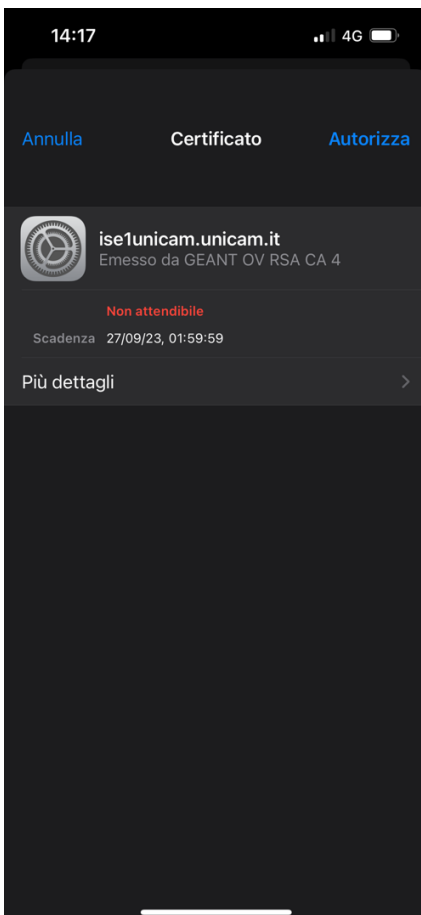 14:17 4G
Annulla Certificato Autorizza
ise1unicam.unicam.it
Emesso da GEANT OV RSA CA 4
Non attendibile
Scadenza 27/09/23, 01:59:59
Più dettagli